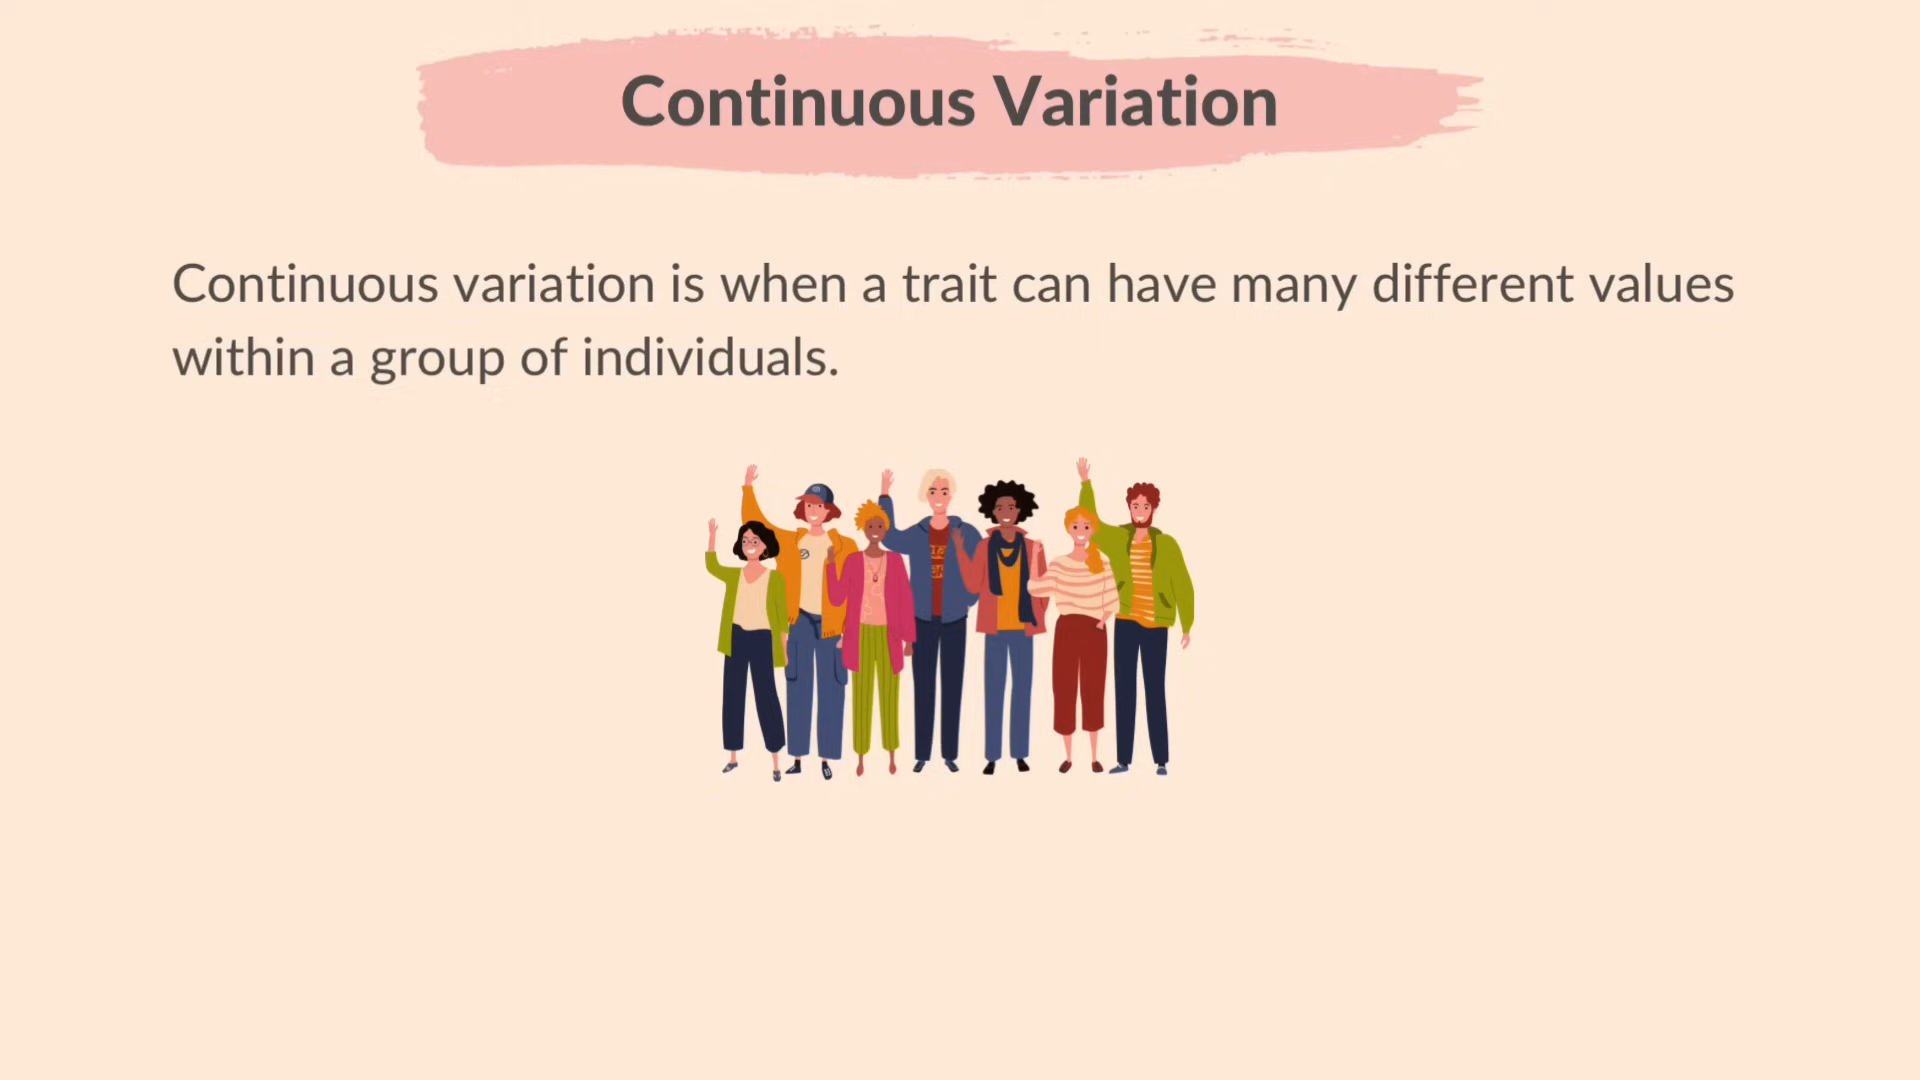 Continuous Variation
Continuous variation is when a trait can have many different values
within a group of individuals.